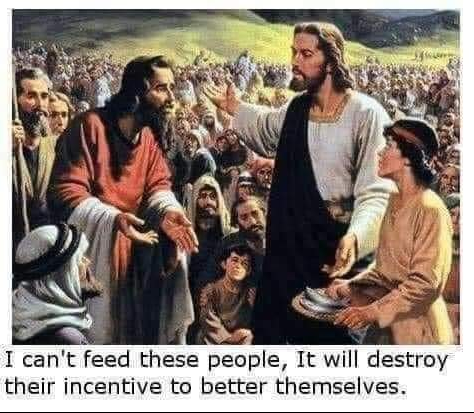 I can't feed these people, It will destroy
their incentive to better themselves.